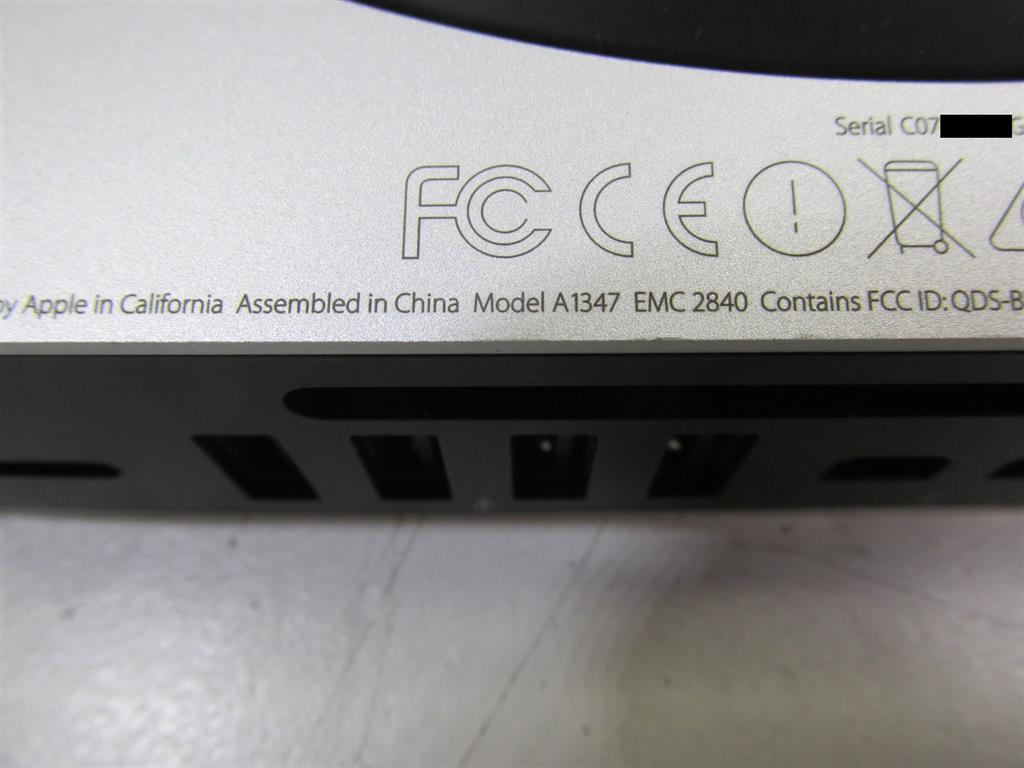 Serial C07 G
FC CE
by Apple in California Assembled in China Model A1347 EMC 2840 Contains FCC ID: QDS-B